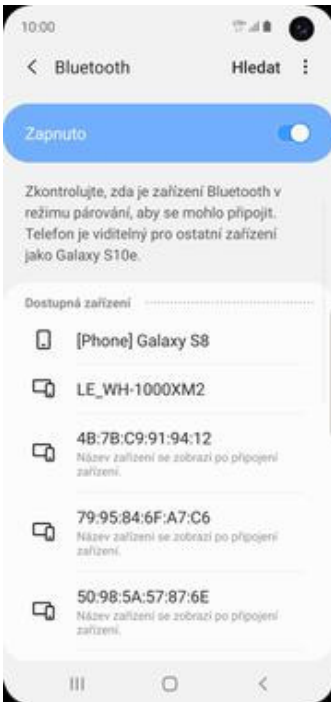 10:00
Bluetooth
Hledat
Zapnuto
Zkontrolujte, zda je zařízení Bluetooth v
režimu párování, aby se mohlo připojit.
Telefon je viditelný pro ostatní zařízení
jako Galaxy S10e.
Dostupná zařízení
[Phone] Galaxy S8
LE_WH-1000XM2
4B:7B:C9:91:94:12
Název zařízení se zobrazí po připojení
zařízení.
79:95:84:6F:A7:C6
Název zařízení se zobrazí po připojení
zařízení.
50:98:5A:57:87:6E
Název zařízení se zobrazí po připojení
zařízení.